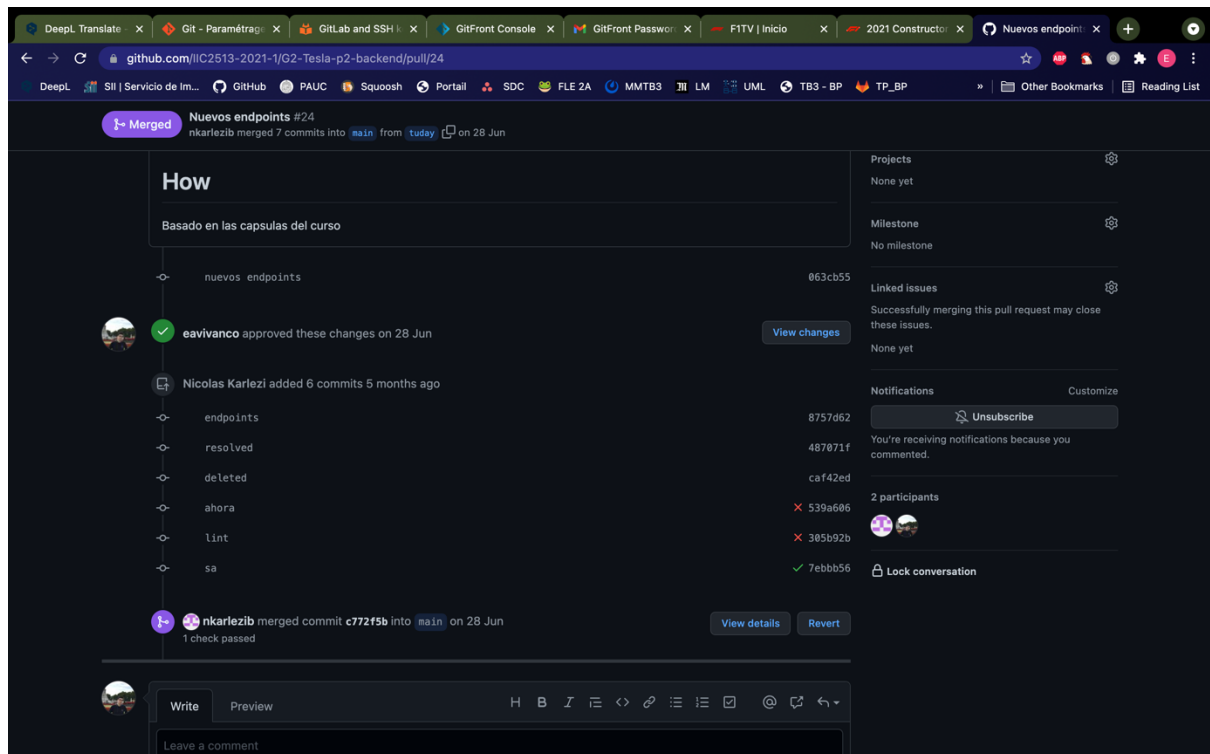 DeepL Translate -
Git - Paramétrage
GitLab and SSH k
GitFront Console
GitFront Passwor
F1TV | Inicio
2021 Constructor
Nuevos endpoint
github.com/IIC2513-2021-1/G2-Tesla-p2-backend/pull/24
ABP
E
DeepL
SII | Servicio de Im...
GitHub
PAUC
Squoosh
Portail
SDC
FLE 2A
MMTB3
LM
UML
TB3 - BP
TP_BP
»
Other Bookmarks
Reading List
Merged
Nuevos endpoints #24
nkarlezib merged 7 commits into main from tuday on 28 Jun
How
Basado en las capsulas del curso
nuevos endpoints 063cb55
eavivanco approved these changes on 28 Jun
View changes
Nicolas Karlezi added 6 commits 5 months ago
endpoints 8757d62
resolved 487071f
deleted caf42ed
ahora 539a606
lint 305b92b
sa 7ebbb56
nkarlezib merged commit c772f5b into main on 28 Jun
1 check passed
View details
Revert
Write
Preview
H B I
@
Leave a comment
Projects
None yet
Milestone
No milestone
Linked issues
Successfully merging this pull request may close
these issues.
None yet
Notifications
Customize
Unsubscribe
You're receiving notifications because you
commented.
2 participants
Lock conversation